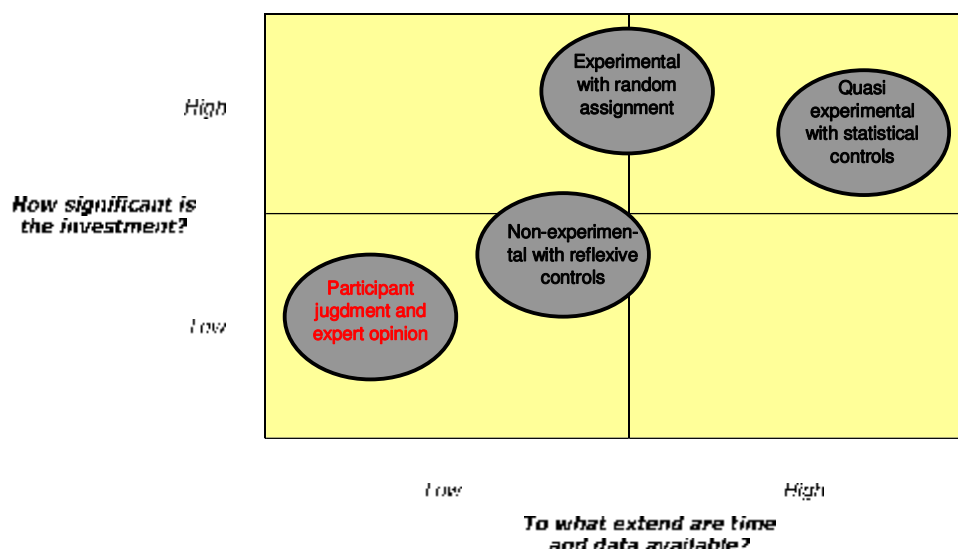 Experimental
with random
assignment
Quasi
experimental
with statistical
controls
High
How significant is
the investment?
Non-experimen-
tal with reflexive
controls
Participant
jugdment and
expert opinion
Low
Low
High
To what extend are time
and data available?